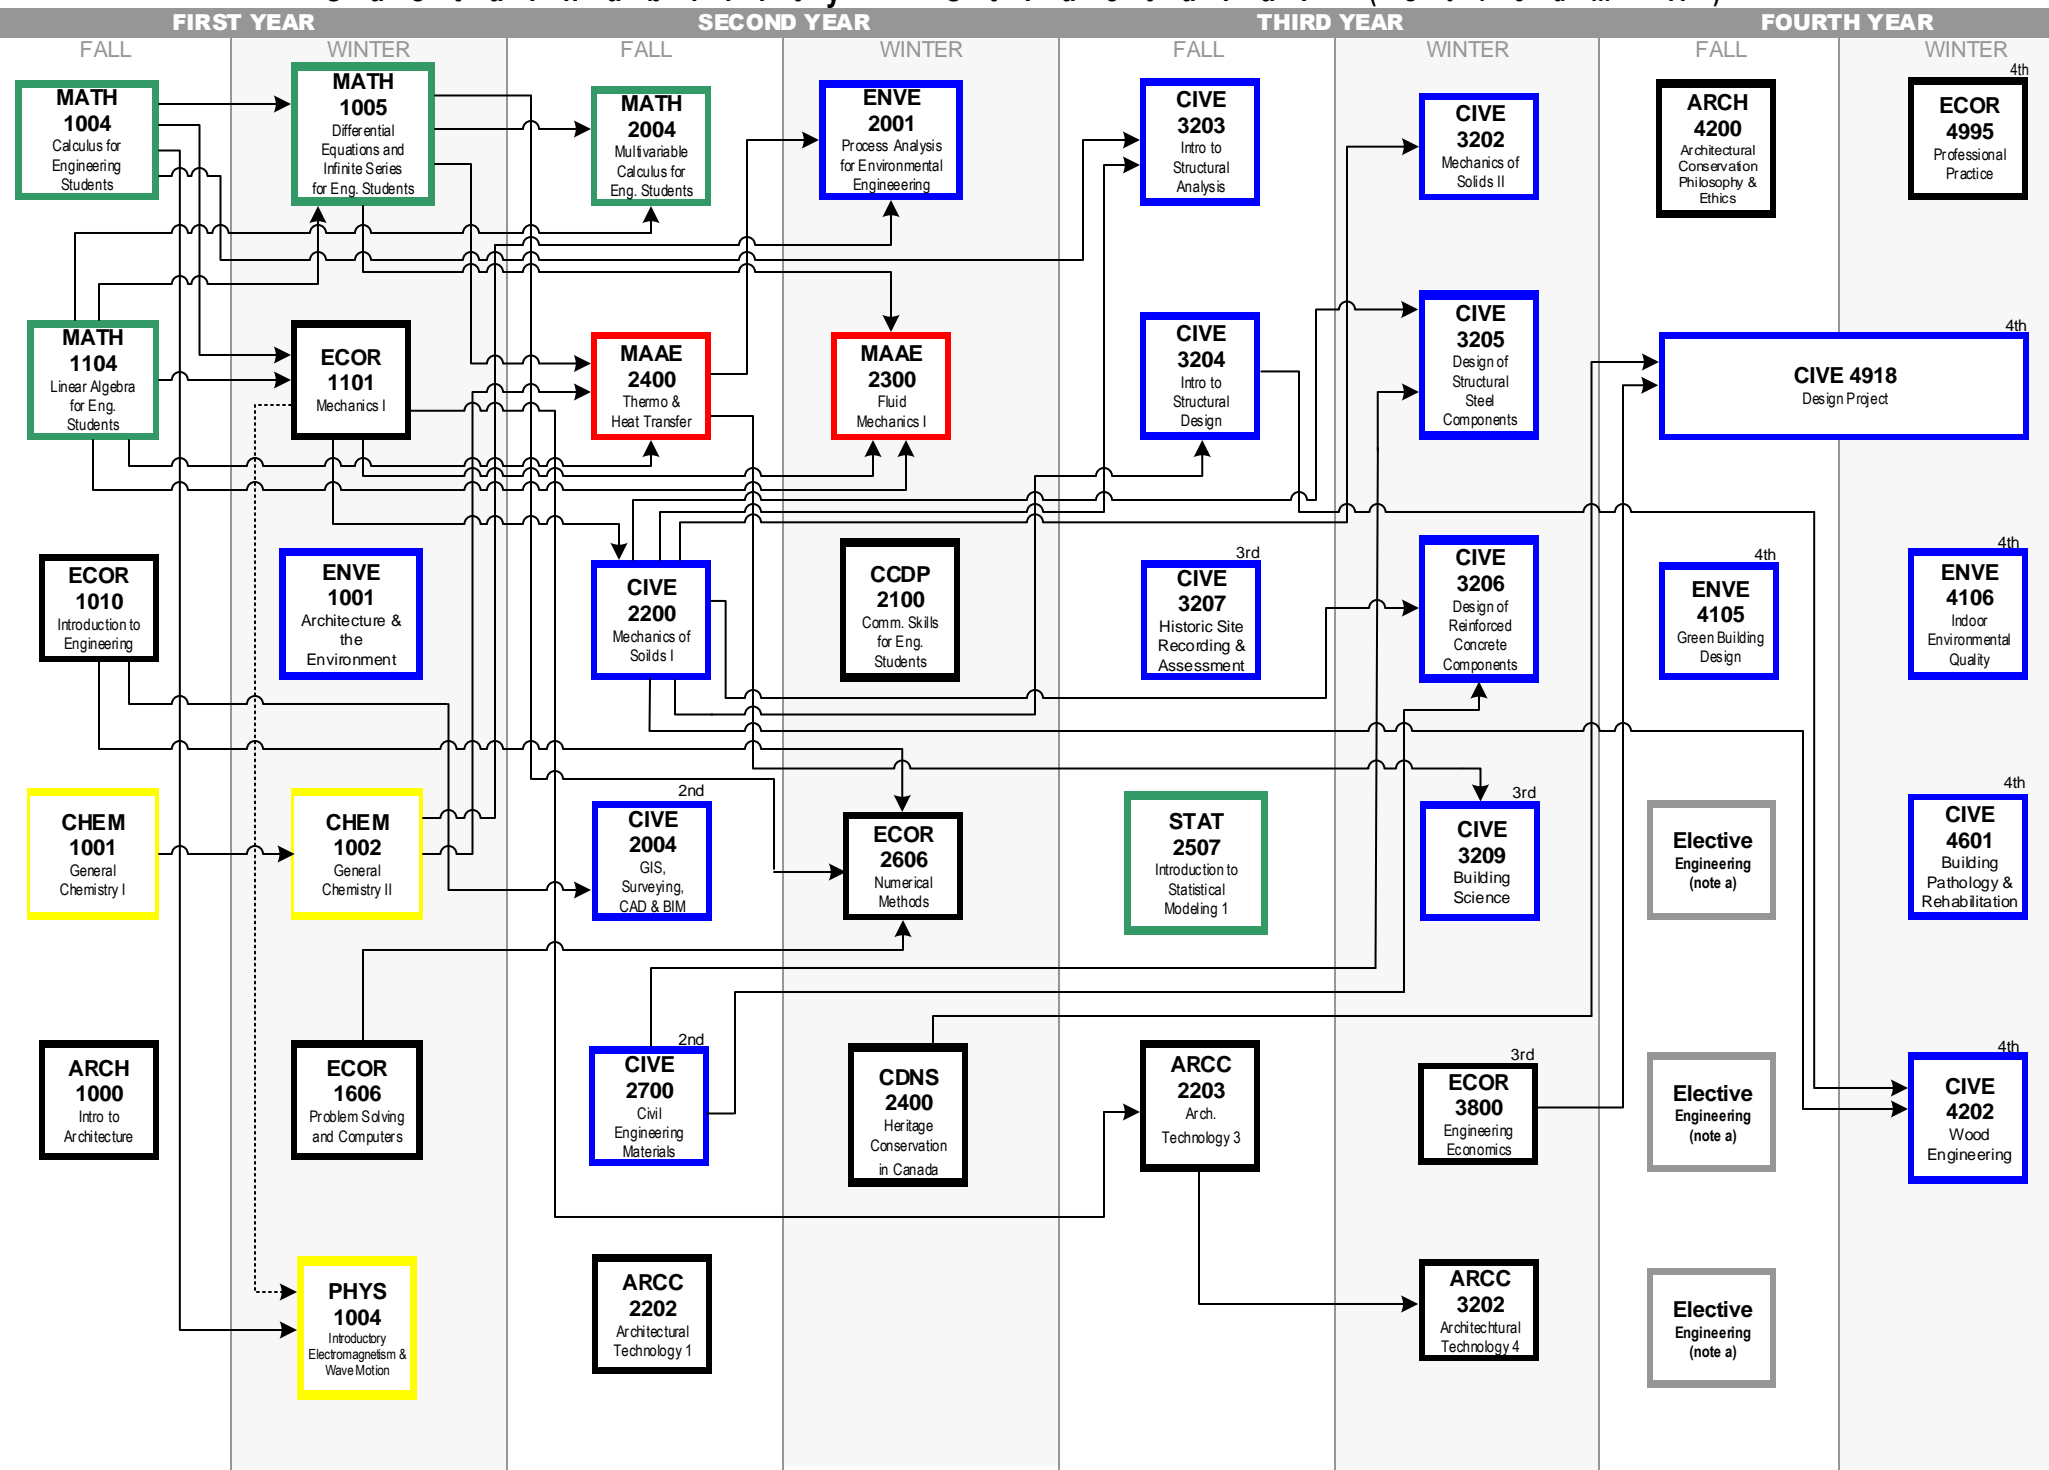 FIRST YEAR
SECOND YEAR
THIRD YEAR
FOURTH YEAR
FALL
WINTER
FALL
WINTER
FALL
WINTER
FALL
WINTER
MATH
1004
Calculus for
Engineering
Students
MATH
1005
Differential
Equations and
Infinite Series
for Eng. Students
MATH
2004
Multivariable
Calculus for
Eng. Students
ENVE
2001
Process Analysis
for Environmental
Engineeering
CIVE
3203
Intro to
Structural
Analysis
CIVE
3202
Mechanics of
Solids II
ARCH
4200
Architectural
Conservation
Philosophy &
Ethics
4th
ECOR
4995
Professional
Practice
MATH
1104
Linear Algebra
for Eng.
Students
ECOR
1101
Mechanics I
MAAE
2400
Thermo &
Heat Transfer
MAAE
2300
Fluid
Mechanics I
CIVE
3204
Intro to
Structural
Design
CIVE
3205
Design of
Structural
Steel
Components
4th
CIVE 4918
Design Project
ECOR
1010
Introduction to
Engineering
ENVE
1001
Architecture &
the
Environment
CIVE
2200
Mechanics of
Soilds I
CCDP
2100
Comm. Skills
for Eng.
Students
3rd
CIVE
3207
Historic Site
Recording &
Assessment
CIVE
3206
Design of
Reinforced
Concrete
Components
4th
ENVE
4105
Green Building
Design
4th
ENVE
4106
Indoor
Environmental
Quality
CHEM
1001
General
Chemistry I
CHEM
1002
General
Chemistry II
2nd
CIVE
2004
GIS,
Surveying,
CAD & BIM
ECOR
2606
Numerical
Methods
STAT
2507
Introduction to
Statistical
Modeling 1
3rd
CIVE
3209
Building
Science
Elective
Engineering
(note a)
4th
CIVE
4601
Building
Pathology &
Rehabilitation
ARCH
1000
Intro to
Architecture
ECOR
1606
Problem Solving
and Computers
2nd
CIVE
2700
Civil
Engineering
Materials
CDNS
2400
Heritage
Conservation
in Canada
ARCC
2203
Arch.
Technology 3
3rd
ECOR
3800
Engineering
Economics
Elective
Engineering
(note a)
4th
CIVE
4202
Wood
Engineering
PHYS
1004
Introductory
Electromagnetism &
Wave Motion
ARCC
2202
Architectural
Technology 1
ARCC
3202
Architechtural
Technology 4
Elective
Engineering
(note a)